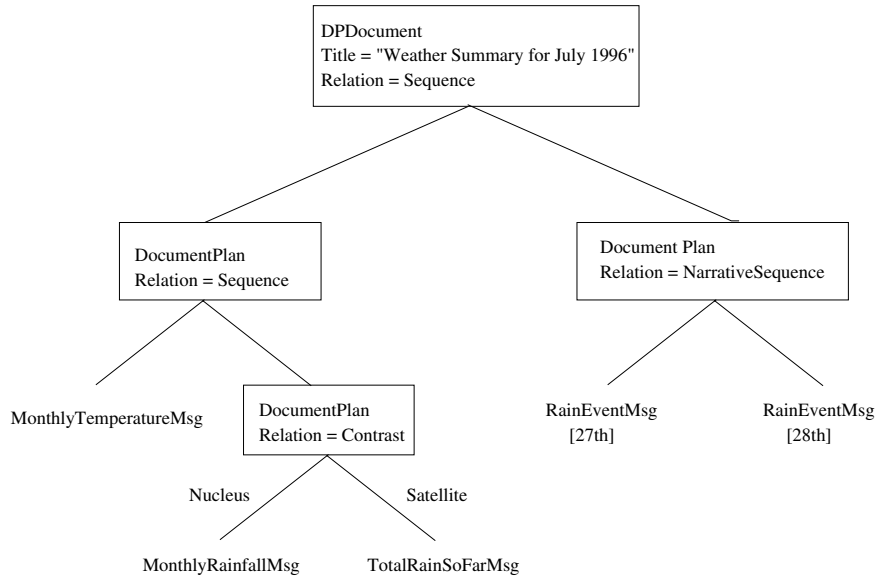 DPDocument
Title = "Weather Summary for July 1996"
Relation = Sequence
DocumentPlan
Relation = Sequence
Document Plan
Relation = NarrativeSequence
MonthlyTemperatureMsg
DocumentPlan
Relation = Contrast
RainEventMsg
[27th]
RainEventMsg
[28th]
Nucleus
Satellite
MonthlyRainfallMsg
TotalRainSoFarMsg